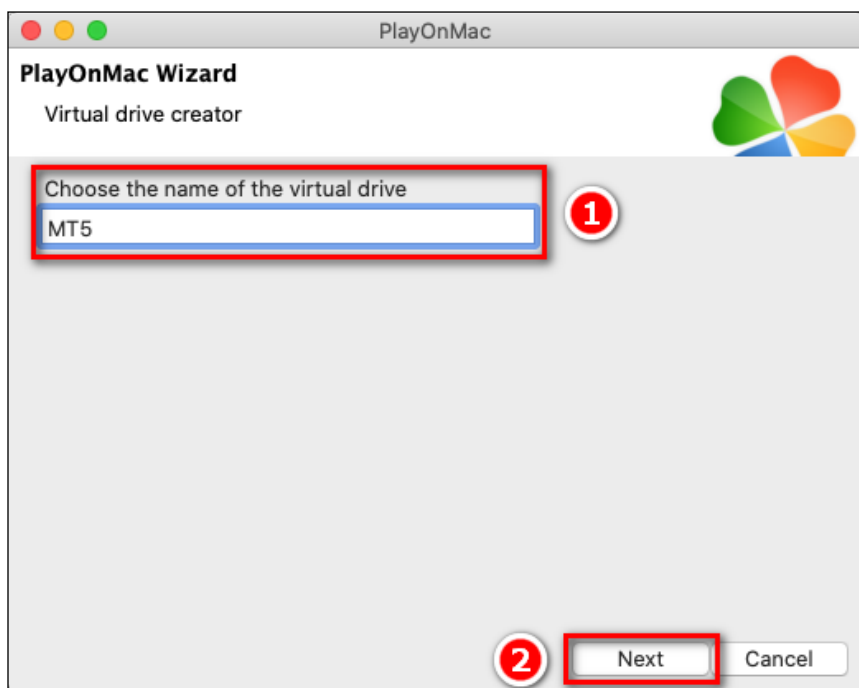 PlayOnMac
PlayOnMac Wizard
Virtual drive creator
Choose the name of the virtual drive
1
MT5
2
Next
Cancel